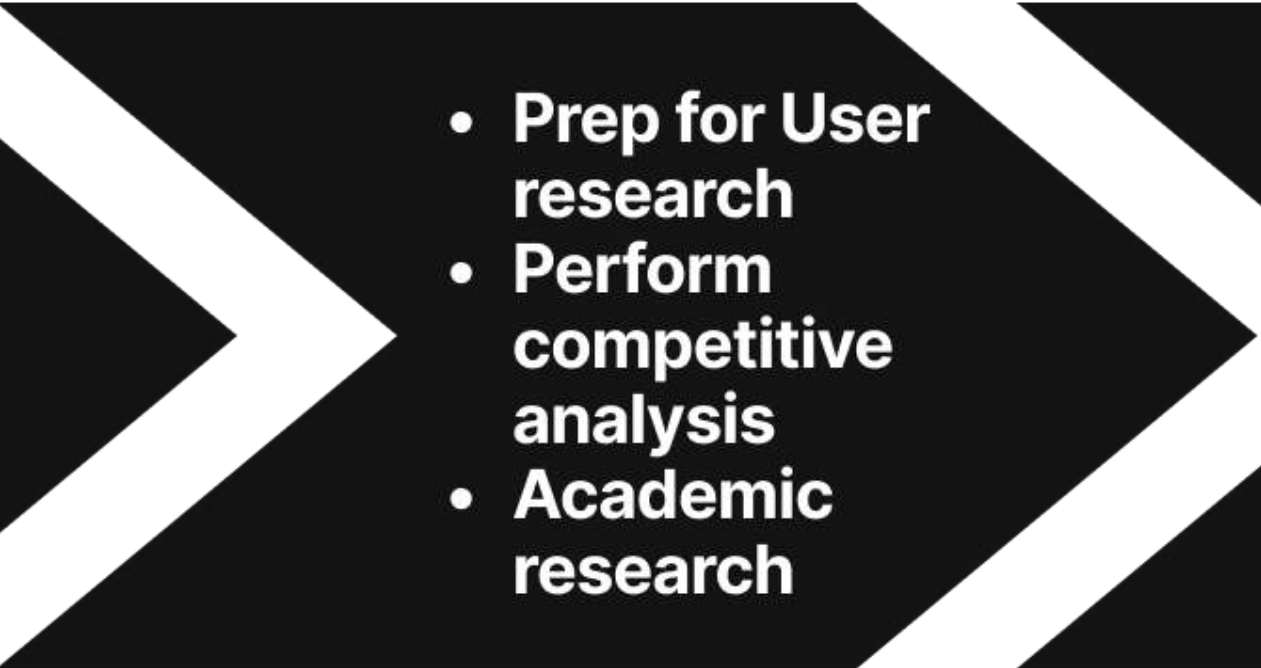 • Prep for User
research
• Perform
competitive
analysis
• Academic
research